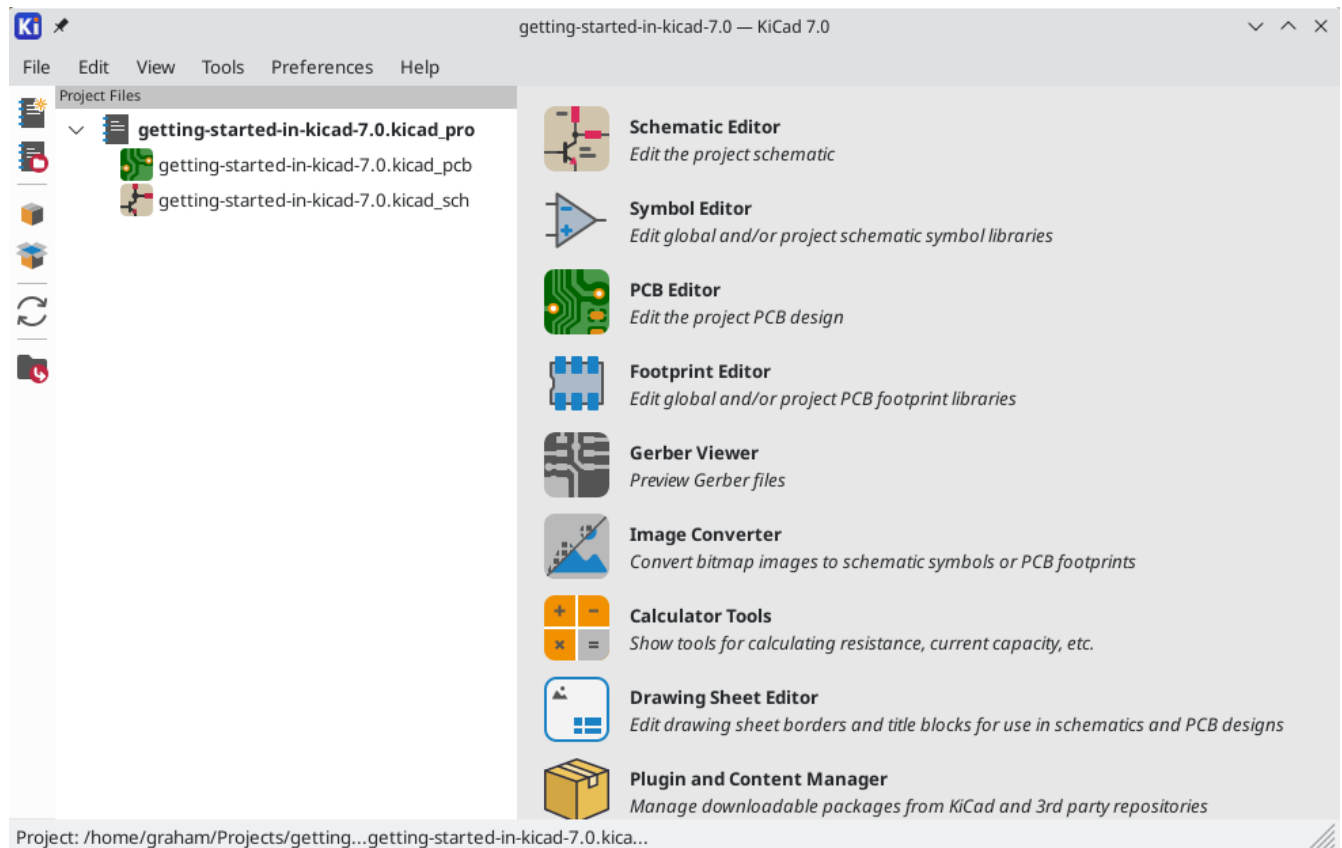 Ki
getting-started-in-kicad-7.0 — KiCad 7.0
File Edit View Tools Preferences Help
Project Files
getting-started-in-kicad-7.0.kicad_pro
getting-started-in-kicad-7.0.kicad_pcb
getting-started-in-kicad-7.0.kicad_sch
Schematic Editor
Edit the project schematic
Symbol Editor
Edit global and/or project schematic symbol libraries
PCB Editor
Edit the project PCB design
Footprint Editor
Edit global and/or project PCB footprint libraries
Gerber Viewer
Preview Gerber files
Image Converter
Convert bitmap images to schematic symbols or PCB footprints
Calculator Tools
Show tools for calculating resistance, current capacity, etc.
Drawing Sheet Editor
Edit drawing sheet borders and title blocks for use in schematics and PCB designs
Plugin and Content Manager
Manage downloadable packages from KiCad and 3rd party repositories
Project: /home/graham/Projects/getting...getting-started-in-kicad-7.0.kica...